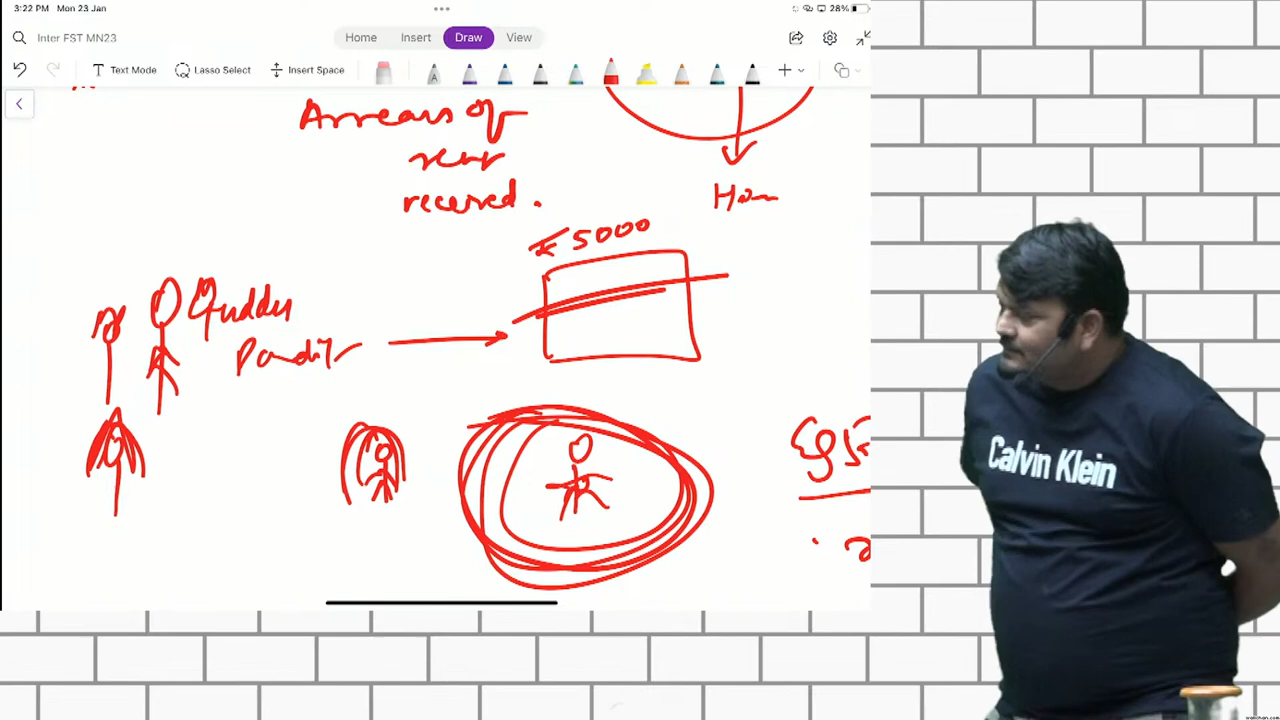 3:22 PM Mon 23 Jan
28%
Inter FST MN23
Home Insert Draw View
Text Mode Lasso Select Insert Space
Arrears of
rent
received.
₹5000
Guddu
Pandit
Calvin Klein